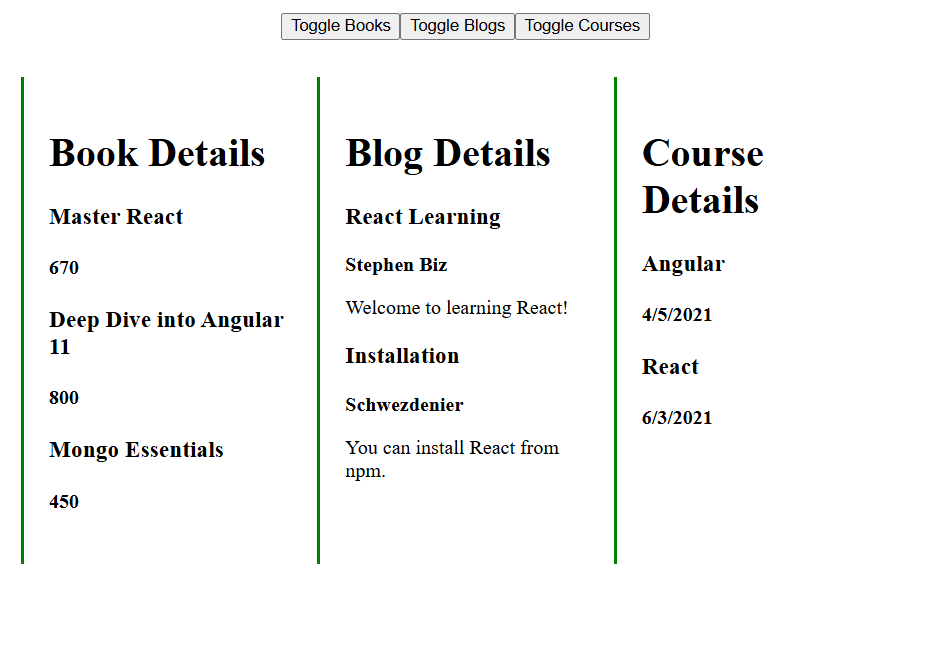 Toggle Books Toggle Blogs Toggle Courses
Book Details
Master React
670
Deep Dive into Angular
11
800
Mongo Essentials
450
Blog Details
React Learning
Stephen Biz
Welcome to learning React!
Installation
Schwezdenier
You can install React from
npm.
Course
Details
Angular
4/5/2021
React
6/3/2021